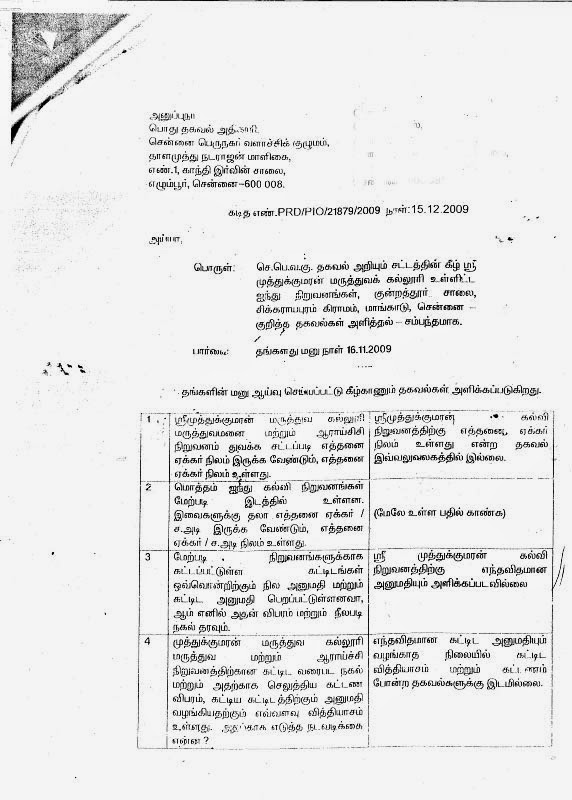 அனுப்புநர்
பொது தகவல் அதிகாரி,
சென்னை பெருநகர் வளர்ச்சிக் குழுமம்,
தாளமுத்து நடராஜன் மாளிகை,
எண்.1, காந்தி இர்வின் சாலை,
எழும்பூர், சென்னை-600 008.
கடித எண்.PRD/PIO/21879/2009 நாள்:15.12.2009
அய்யா,
பொருள்: செ.பெ.வ.கு. தகவல் அறியும் சட்டத்தின் கீழ் ஸ்ரீ
முத்துக்குமரன் மருத்துவக் கல்லூரி உள்ளிட்ட
ஐந்து நிறுவனங்கள், குன்றத்தூர் சாலை,
சிக்கராயபுரம் கிராமம், மாங்காடு, சென்னை –
குறித்த தகவல்கள் அளித்தல் – சம்பந்தமாக.
பார்வை: தங்களது மனு நாள் 16.11.2009
தங்களின் மனு ஆய்வு செய்யப்பட்டு கீழ்காணும் தகவல்கள் அளிக்கப்படுகிறது.
1 ஸ்ரீமுத்துக்குமரன் மருத்துவ கல்லூரி
மருத்துவமனை மற்றும் ஆராய்ச்சி
நிறுவனம் துவக்க சட்டப்படி எத்தனை
ஏக்கர் நிலம் இருக்க வேண்டும், எத்தனை
ஏக்கர் நிலம் உள்ளது.
ஸ்ரீமுத்துக்குமரன் கல்வி
நிறுவனத்திற்கு எத்தனை, ஏக்கர்
நிலம் உள்ளது என்ற தகவல்
இவ்வலுவலகத்தில் இல்லை.
2 மொத்தம் ஐந்து கல்வி நிறுவனங்கள்
மேற்படி இடத்தில் உள்ளன.
இவைகளுக்கு தலா எத்தனை ஏக்கர் /
ச.அடி இருக்க வேண்டும், எத்தனை
ஏக்கர் / ச.அடி நிலம் உள்ளது.
(மேலே உள்ள பதில் காண்க)
3 மேற்படி நிறுவனங்களுக்காக
கட்டப்பட்டுள்ள கட்டிடங்கள்
ஒவ்வொன்றிற்கும் நில அனுமதி மற்றும்
கட்டிட அனுமதி பெறப்பட்டுள்ளனவா,
ஆம் எனில் அதன் விபரம் மற்றும் நீலபடி
நகல் தரவும்.
ஸ்ரீ முத்துக்குமரன் கல்வி
நிறுவனத்திற்கு எந்தவிதமான
அனுமதியும் அளிக்கப்படவில்லை
4 முத்துக்குமரன் மருத்துவ கல்லூரி
மருத்துவ மற்றும் ஆராய்ச்சி
நிறுவனத்திற்கான கட்டிட வரைபட நகல்
மற்றும் அதற்காக செலுத்திய கட்டண
விபரம், கட்டிய கட்டிடத்திற்கும் அனுமதி
வழங்கியதற்கும் எவ்வளவு வித்தியாசம்
உள்ளது. அதற்காக எடுத்த நடவடிக்கை
என்ன ?
எந்தவிதமான கட்டிட அனுமதியும்
வழங்காத நிலையில் கட்டிட
வித்தியாசம் மற்றும் கட்டணம்
போன்ற தகவல்களுக்கு இடமில்லை.